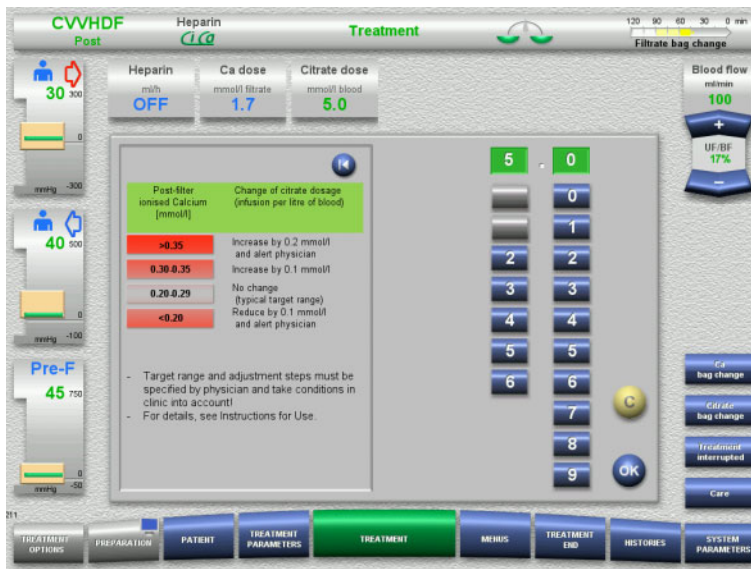 CVVHDF
Post
Heparin
CiCa
Treatment
120 90 60 30 0 min
Filtrate bag change
30 300
0
mmHg -300
40 500
0
mmHg -100
Pre-F
45 750
0
mmHg -50
Heparin
ml/h
OFF
Ca dose
mmol/l filtrate
1.7
Citrate dose
mmol/l blood
5.0
Blood flow
ml/min
100
+
UF/BF
17%
−
Post-filter
ionised Calcium
[mmol/l]
Change of citrate dosage
(infusion per litre of blood)
>0.35
Increase by 0.2 mmol/l
and alert physician
0.30-0.35
Increase by 0.1 mmol/l
0.20-0.29
No change
(typical target range)
<0.20
Reduce by 0.1 mmol/l
and alert physician
- Target range and adjustment steps must be
specified by physician and take conditions in
clinic into account!
- For details, see Instructions for Use.
5 . 0
0
1
2 2
3 3
4 4
5 5
6 6
7
8
9
C
OK
Ca
bag change
Citrate
bag change
Treatment
interrupted
Care
211
TREATMENT
OPTIONS
PREPARATION
PATIENT
TREATMENT
PARAMETERS
TREATMENT
MENUS
TREATMENT
END
HISTORIES
SYSTEM
PARAMETERS